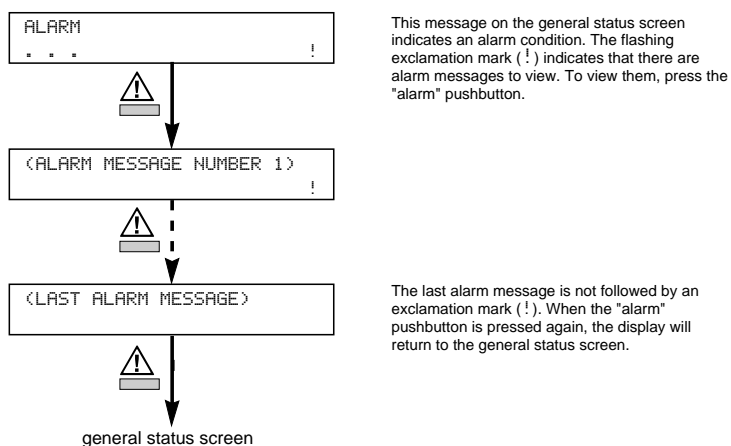 ALARM
. . . !
This message on the general status screen
indicates an alarm condition. The flashing
exclamation mark ( ! ) indicates that there are
alarm messages to view. To view them, press the
"alarm" pushbutton.
!
(ALARM MESSAGE NUMBER 1)
!
!
(LAST ALARM MESSAGE)
The last alarm message is not followed by an
exclamation mark ( ! ). When the "alarm"
pushbutton is pressed again, the display will
return to the general status screen.
!
general status screen